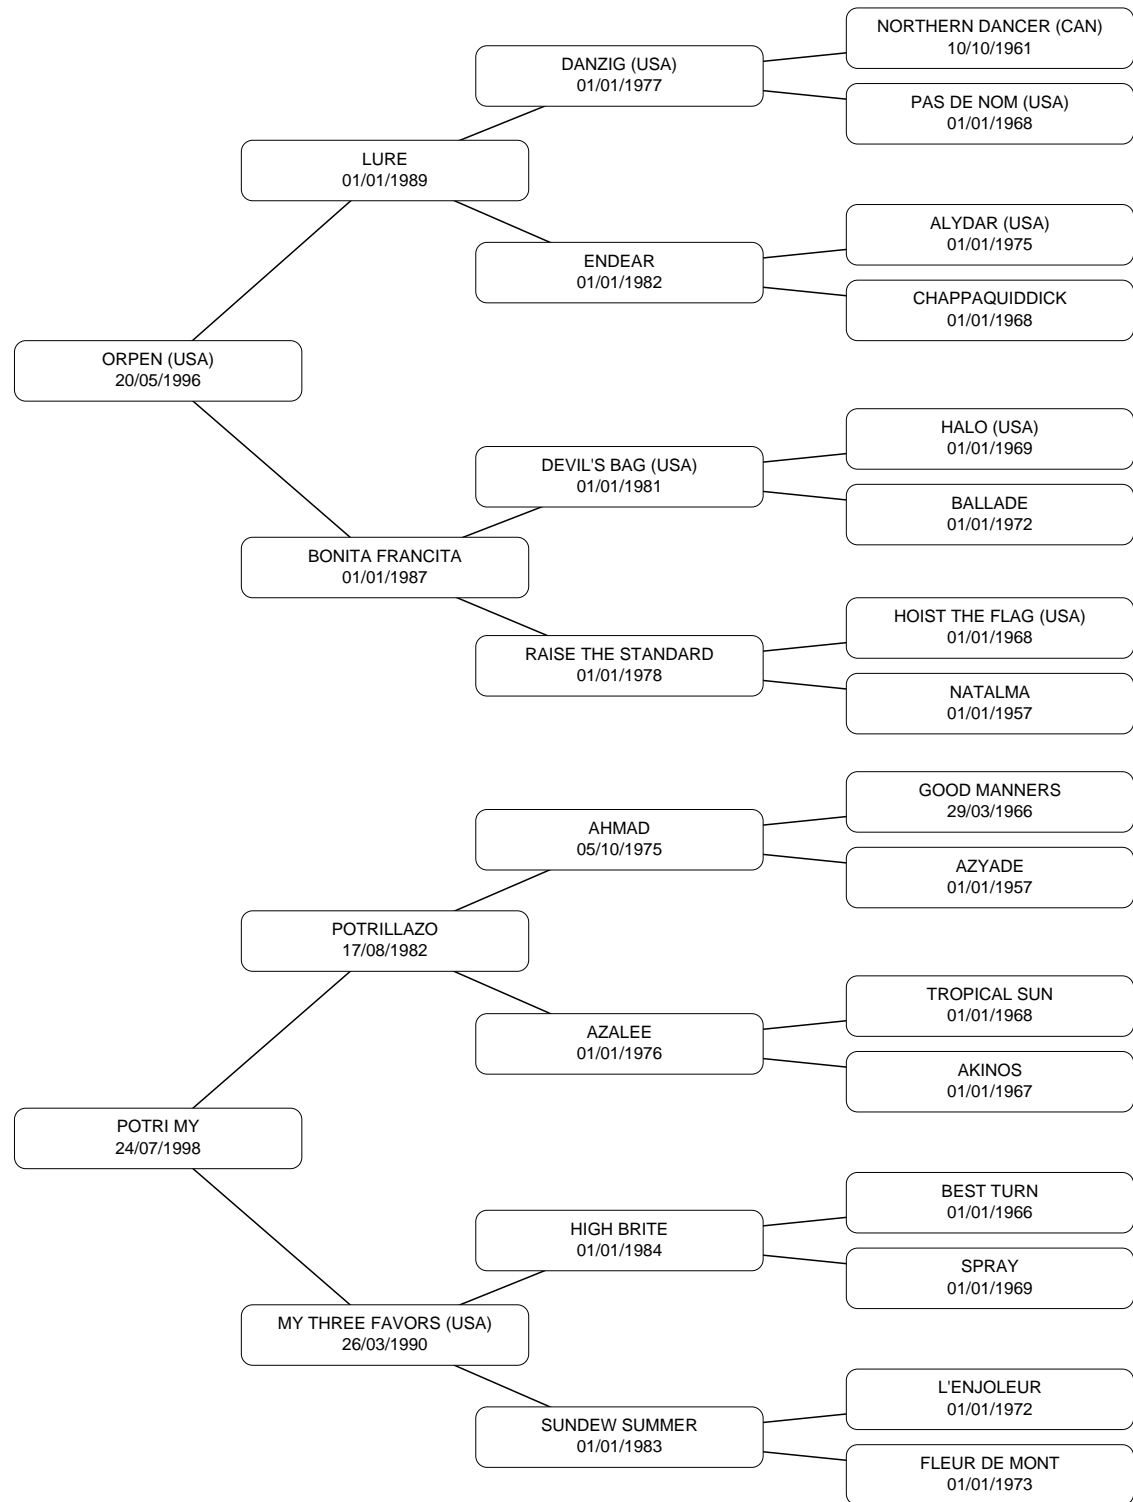 NORTHERN DANCER (CAN)
10/10/1961
DANZIG (USA)
01/01/1977
PAS DE NOM (USA)
01/01/1968
LURE
01/01/1989
ALYDAR (USA)
01/01/1975
ENDEAR
01/01/1982
CHAPPAQUIDDICK
01/01/1968
ORPEN (USA)
20/05/1996
HALO (USA)
01/01/1969
DEVIL'S BAG (USA)
01/01/1981
BALLADE
01/01/1972
BONITA FRANCITA
01/01/1987
HOIST THE FLAG (USA)
01/01/1968
RAISE THE STANDARD
01/01/1978
NATALMA
01/01/1957
GOOD MANNERS
29/03/1966
AHMAD
05/10/1975
AZYADE
01/01/1957
POTRILLAZO
17/08/1982
TROPICAL SUN
01/01/1968
AZALEE
01/01/1976
AKINOS
01/01/1967
POTRI MY
24/07/1998
BEST TURN
01/01/1966
HIGH BRITE
01/01/1984
SPRAY
01/01/1969
MY THREE FAVORS (USA)
26/03/1990
L'ENJOLEUR
01/01/1972
SUNDEW SUMMER
01/01/1983
FLEUR DE MONT
01/01/1973